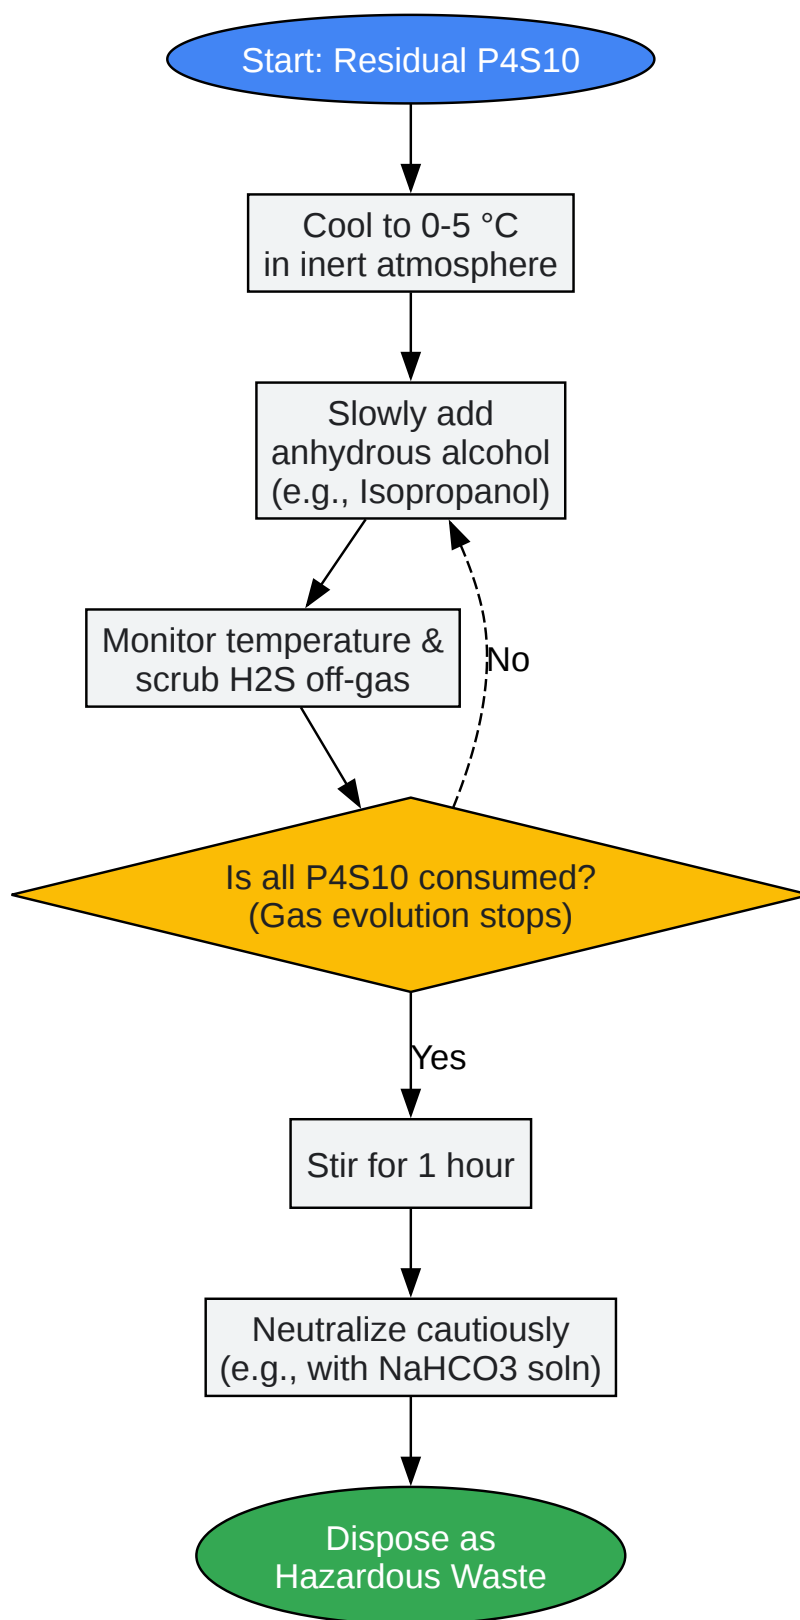 Start: Residual P4S10
Cool to 0-5 °C
in inert atmosphere
Slowly add
anhydrous alcohol
(e.g., Isopropanol)
Monitor temperature &
scrub H2S off-gas
No
Is all P4S10 consumed?
(Gas evolution stops)
Yes
Stir for 1 hour
Neutralize cautiously
(e.g., with NaHCO3 soln)
Dispose as
Hazardous Waste